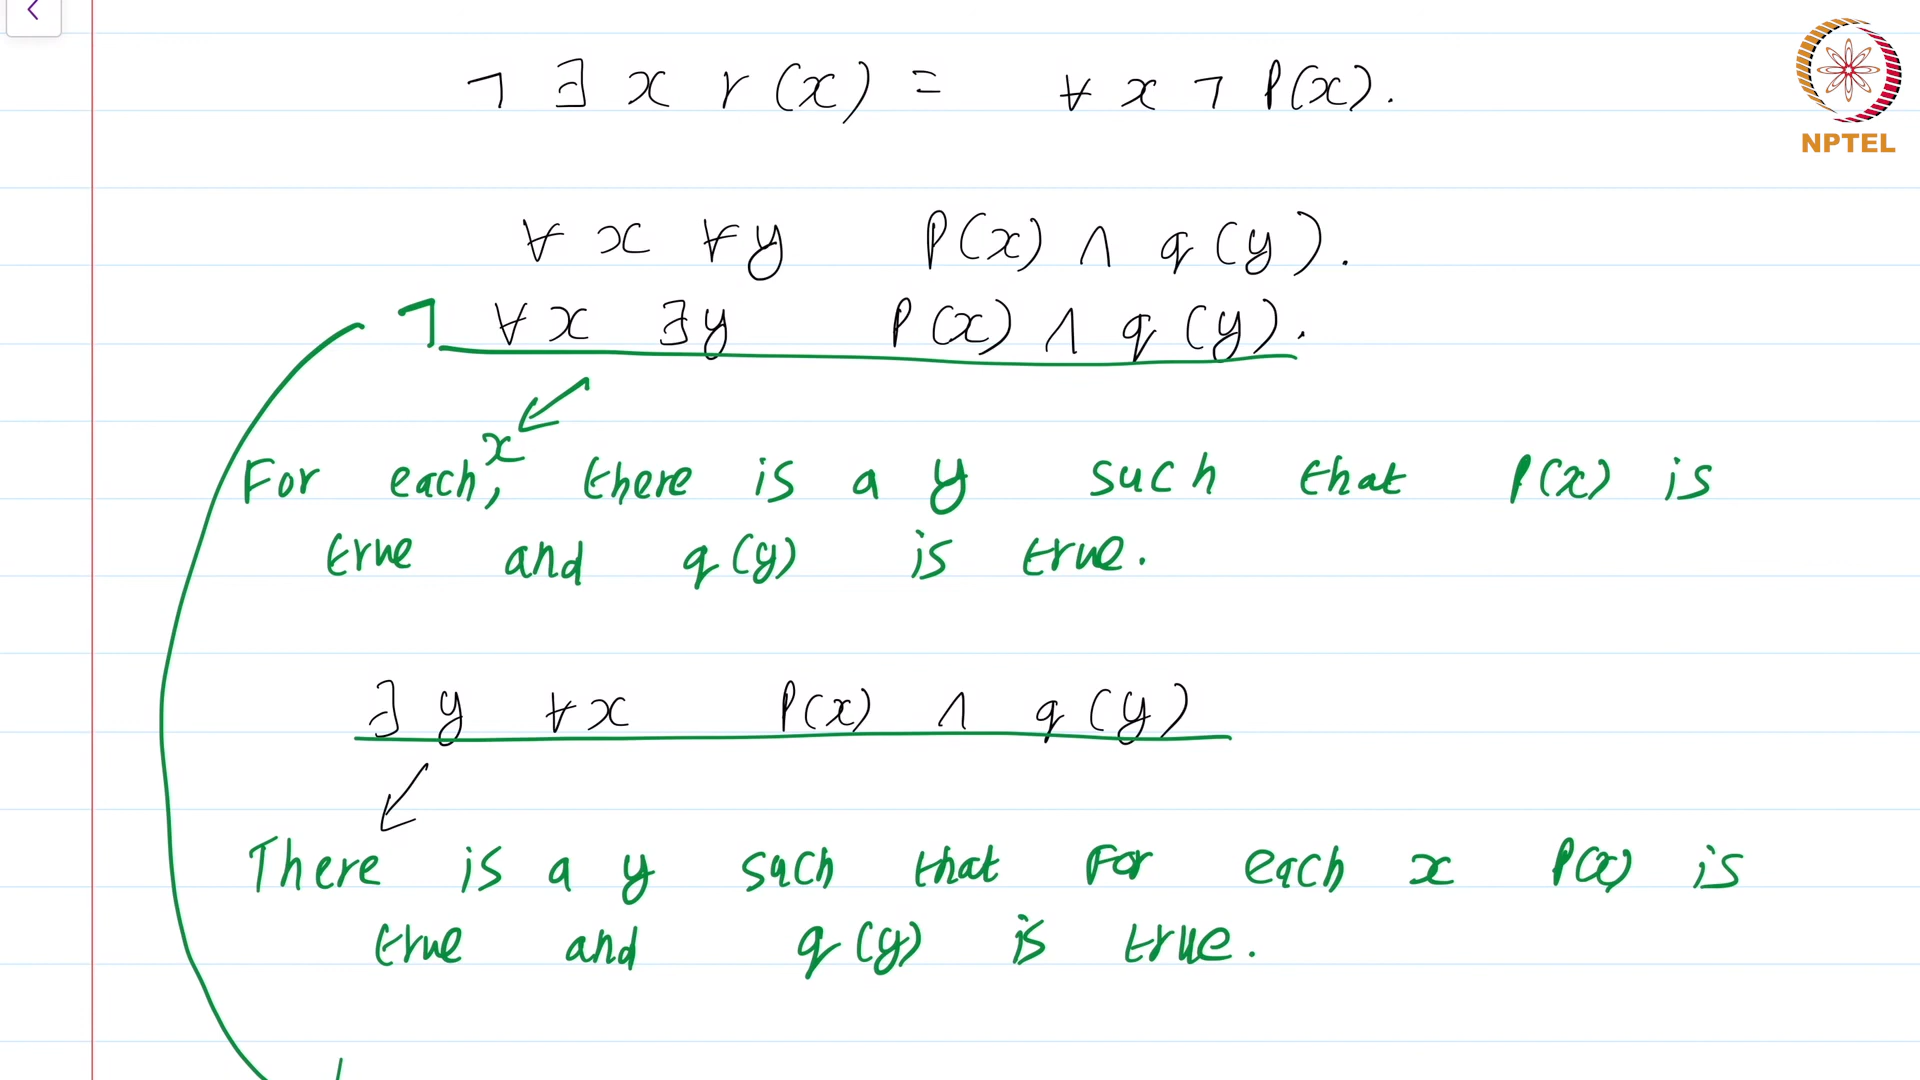 ¬ ∃ x r(x) = ∀ x ¬ P(x).
NPTEL
∀ x ∀ y P(x) ∧ q(y).
¬ ∀ x ∃ y P(x) ∧ q(y).
For each x, there is a y such that P(x) is
true and q(y) is true.
∃ y ∀ x P(x) ∧ q(y)
There is a y such that For each x P(x) is
true and q(y) is true.